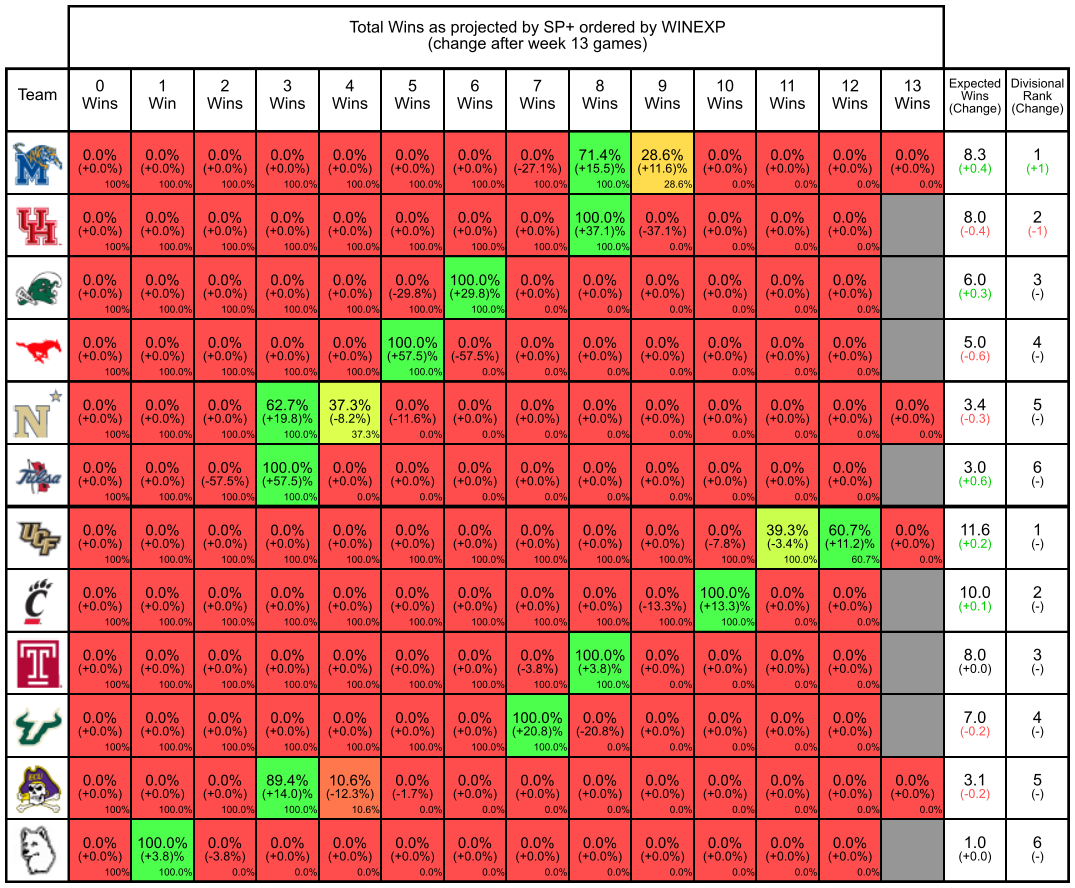 Total Wins as projected by SP+ ordered by WINEXP
(change after week 13 games)
Team 0 Wins 1 Win 2 Wins 3 Wins 4 Wins 5 Wins 6 Wins 7 Wins 8 Wins 9 Wins 10 Wins 11 Wins 12 Wins 13 Wins Expected Wins (Change) Divisional Rank (Change)
M
0.0% 0.0% 0.0% 0.0% 0.0% 0.0% 0.0% 0.0% 71.4% 28.6% 0.0% 0.0% 0.0% 0.0% 8.3 1
(+0.0%) (+0.0%) (+0.0%) (+0.0%) (+0.0%) (+0.0%) (+0.0%) (-27.1%) (+15.5)% (+11.6)% (+0.0%) (+0.0%) (+0.0%) (+0.0%) (+0.4) (+1)
100% 100.0% 100.0% 100.0% 100.0% 100.0% 100.0% 100.0% 100.0% 28.6% 0.0% 0.0% 0.0% 0.0%
UH
0.0% 0.0% 0.0% 0.0% 0.0% 0.0% 0.0% 0.0% 100.0% 0.0% 0.0% 0.0% 0.0% 8.0 2
(+0.0%) (+0.0%) (+0.0%) (+0.0%) (+0.0%) (+0.0%) (+0.0%) (+0.0%) (+37.1)% (-37.1%) (+0.0%) (+0.0%) (+0.0%) (-0.4) (-1)
100% 100.0% 100.0% 100.0% 100.0% 100.0% 100.0% 100.0% 100.0% 0.0% 0.0% 0.0% 0.0%
0.0% 0.0% 0.0% 0.0% 0.0% 0.0% 100.0% 0.0% 0.0% 0.0% 0.0% 0.0% 0.0% 6.0 3
(+0.0%) (+0.0%) (+0.0%) (+0.0%) (+0.0%) (-29.8%) (+29.8)% (+0.0%) (+0.0%) (+0.0%) (+0.0%) (+0.0%) (+0.0%) (+0.3) (-)
100% 100.0% 100.0% 100.0% 100.0% 100.0% 100.0% 0.0% 0.0% 0.0% 0.0% 0.0% 0.0%
0.0% 0.0% 0.0% 0.0% 0.0% 100.0% 0.0% 0.0% 0.0% 0.0% 0.0% 0.0% 0.0% 5.0 4
(+0.0%) (+0.0%) (+0.0%) (+0.0%) (+0.0%) (+57.5)% (-57.5%) (+0.0%) (+0.0%) (+0.0%) (+0.0%) (+0.0%) (+0.0%) (-0.6) (-)
100% 100.0% 100.0% 100.0% 100.0% 100.0% 0.0% 0.0% 0.0% 0.0% 0.0% 0.0% 0.0%
N
0.0% 0.0% 0.0% 62.7% 37.3% 0.0% 0.0% 0.0% 0.0% 0.0% 0.0% 0.0% 0.0% 0.0% 3.4 5
(+0.0%) (+0.0%) (+0.0%) (+19.8)% (-8.2)% (-11.6%) (+0.0%) (+0.0%) (+0.0%) (+0.0%) (+0.0%) (+0.0%) (+0.0%) (+0.0%) (-0.3) (-)
100% 100.0% 100.0% 100.0% 37.3% 0.0% 0.0% 0.0% 0.0% 0.0% 0.0% 0.0% 0.0% 0.0%
Tulsa
0.0% 0.0% 0.0% 100.0% 0.0% 0.0% 0.0% 0.0% 0.0% 0.0% 0.0% 0.0% 0.0% 3.0 6
(+0.0%) (+0.0%) (-57.5%) (+57.5)% (+0.0%) (+0.0%) (+0.0%) (+0.0%) (+0.0%) (+0.0%) (+0.0%) (+0.0%) (+0.0%) (+0.6) (-)
100% 100.0% 100.0% 100.0% 0.0% 0.0% 0.0% 0.0% 0.0% 0.0% 0.0% 0.0% 0.0%
UCF
0.0% 0.0% 0.0% 0.0% 0.0% 0.0% 0.0% 0.0% 0.0% 0.0% 0.0% 39.3% 60.7% 0.0% 11.6 1
(+0.0%) (+0.0%) (+0.0%) (+0.0%) (+0.0%) (+0.0%) (+0.0%) (+0.0%) (+0.0%) (+0.0%) (-7.8%) (-3.4)% (+11.2)% (+0.0%) (+0.2) (-)
100% 100.0% 100.0% 100.0% 100.0% 100.0% 100.0% 100.0% 100.0% 100.0% 100.0% 100.0% 60.7% 0.0%
C
0.0% 0.0% 0.0% 0.0% 0.0% 0.0% 0.0% 0.0% 0.0% 0.0% 100.0% 0.0% 0.0% 10.0 2
(+0.0%) (+0.0%) (+0.0%) (+0.0%) (+0.0%) (+0.0%) (+0.0%) (+0.0%) (+0.0%) (-13.3%) (+13.3)% (+0.0%) (+0.0%) (+0.1) (-)
100% 100.0% 100.0% 100.0% 100.0% 100.0% 100.0% 100.0% 100.0% 100.0% 100.0% 0.0% 0.0%
T
0.0% 0.0% 0.0% 0.0% 0.0% 0.0% 0.0% 0.0% 100.0% 0.0% 0.0% 0.0% 0.0% 8.0 3
(+0.0%) (+0.0%) (+0.0%) (+0.0%) (+0.0%) (+0.0%) (+0.0%) (-3.8%) (+3.8)% (+0.0%) (+0.0%) (+0.0%) (+0.0%) (+0.0) (-)
100% 100.0% 100.0% 100.0% 100.0% 100.0% 100.0% 100.0% 100.0% 0.0% 0.0% 0.0% 0.0%
0.0% 0.0% 0.0% 0.0% 0.0% 0.0% 0.0% 100.0% 0.0% 0.0% 0.0% 0.0% 0.0% 7.0 4
(+0.0%) (+0.0%) (+0.0%) (+0.0%) (+0.0%) (+0.0%) (+0.0%) (+20.8)% (-20.8%) (+0.0%) (+0.0%) (+0.0%) (+0.0%) (-0.2) (-)
100% 100.0% 100.0% 100.0% 100.0% 100.0% 100.0% 100.0% 0.0% 0.0% 0.0% 0.0% 0.0%
ECU
0.0% 0.0% 0.0% 89.4% 10.6% 0.0% 0.0% 0.0% 0.0% 0.0% 0.0% 0.0% 0.0% 0.0% 3.1 5
(+0.0%) (+0.0%) (+0.0%) (+14.0)% (-12.3%) (-1.7%) (+0.0%) (+0.0%) (+0.0%) (+0.0%) (+0.0%) (+0.0%) (+0.0%) (+0.0%) (-0.2) (-)
100% 100.0% 100.0% 100.0% 10.6% 0.0% 0.0% 0.0% 0.0% 0.0% 0.0% 0.0% 0.0% 0.0%
0.0% 100.0% 0.0% 0.0% 0.0% 0.0% 0.0% 0.0% 0.0% 0.0% 0.0% 0.0% 0.0% 1.0 6
(+0.0%) (+3.8)% (-3.8%) (+0.0%) (+0.0%) (+0.0%) (+0.0%) (+0.0%) (+0.0%) (+0.0%) (+0.0%) (+0.0%) (+0.0%) (+0.0) (-)
100% 100.0% 0.0% 0.0% 0.0% 0.0% 0.0% 0.0% 0.0% 0.0% 0.0% 0.0% 0.0%